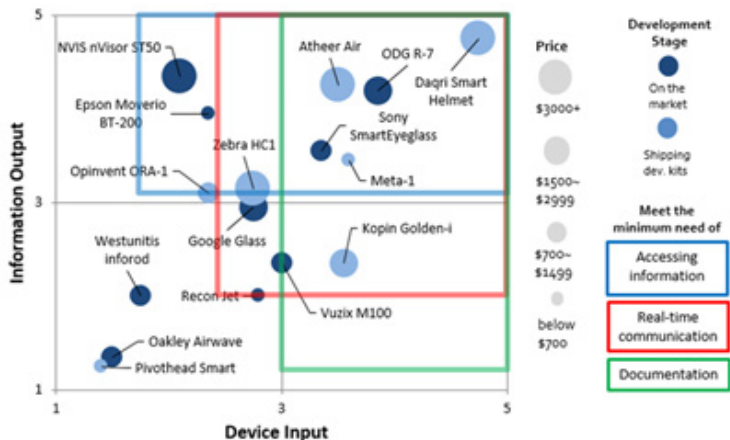 5
NVIS nVisor ST50
Atheer Air
ODG R-7
Daqri Smart
Helmet
Epson Moverio
BT-200
Sony
SmartEyeglass
Zebra HC1
Opinvent ORA-1
Meta-1
3
Google Glass
Kopin Golden-i
Westunitis
inforod
Recon Jet
Vuzix M100
Oakley Airwave
Pivothead Smart
1
1
3
5
Information Output
Device Input
Price
$3000+
$1500~
$2999
$700~
$1499
below
$700
Development
Stage
On the
market
Shipping
dev. kits
Meet the
minimum need of
Accessing
information
Real-time
communication
Documentation